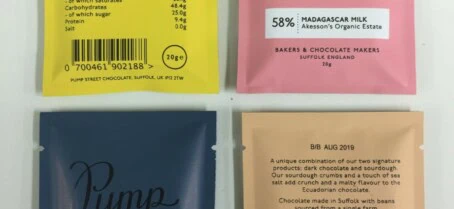 - of which saturates
Carbohydrates 48.4g
- of which sugar 25.0g
Protein 9.4g
Salt 0.0g
0 700461 902188 >
20g e
PUMP STREET CHOCOLATE, SUFFOLK, UK IP12 2TW
58% MADAGASCAR MILK
Akesson's Organic Estate
BAKERS & CHOCOLATE MAKERS
SUFFOLK ENGLAND
20g
Pump
B/B AUG 2019
A unique combination of our two signature
products: dark chocolate and sourdough.
Our sourdough crumbs and a touch of sea
salt add crunch and a malty flavour to the
Ecuadorian chocolate.
Chocolate made in Suffolk with beans
sourced from a single farm